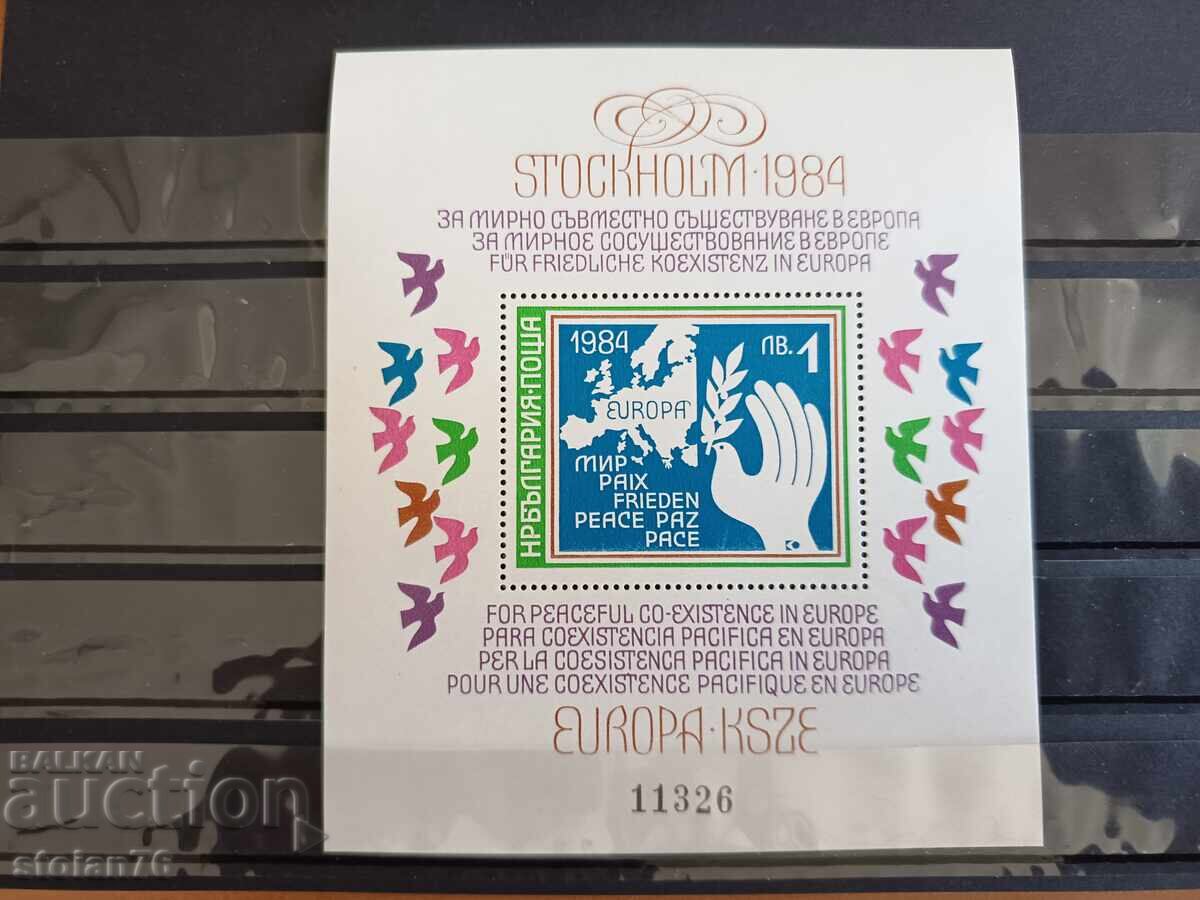 STOCKHOLM·1984
ЗА МИРНО СЪВМЕСТНО СЪЩЕСТВУВАНЕ В ЕВРОПА
ЗА МИРНОЕ СОСУЩЕСТВОВАНИЕ В ЕВРОПЕ
FÜR FRIEDLICHE KOEXISTENZ IN EUROPA
НРБЪЛГАРИЯ·ПОЩА
1984
ЛВ. 1
EUROPA
МИР
PAIX
FRIEDEN
PEACE PAZ
PACE
FOR PEACEFUL CO-EXISTENCE IN EUROPE
PARA COEXISTENCIA PACIFICA EN EUROPA
PER LA COESISTENCA PACIFICA IN EUROPA
POUR UNE COEXISTENCE PACIFIQUE EN EUROPE
EUROPA·KSZE
11326
BALKAN
auction
stoian76